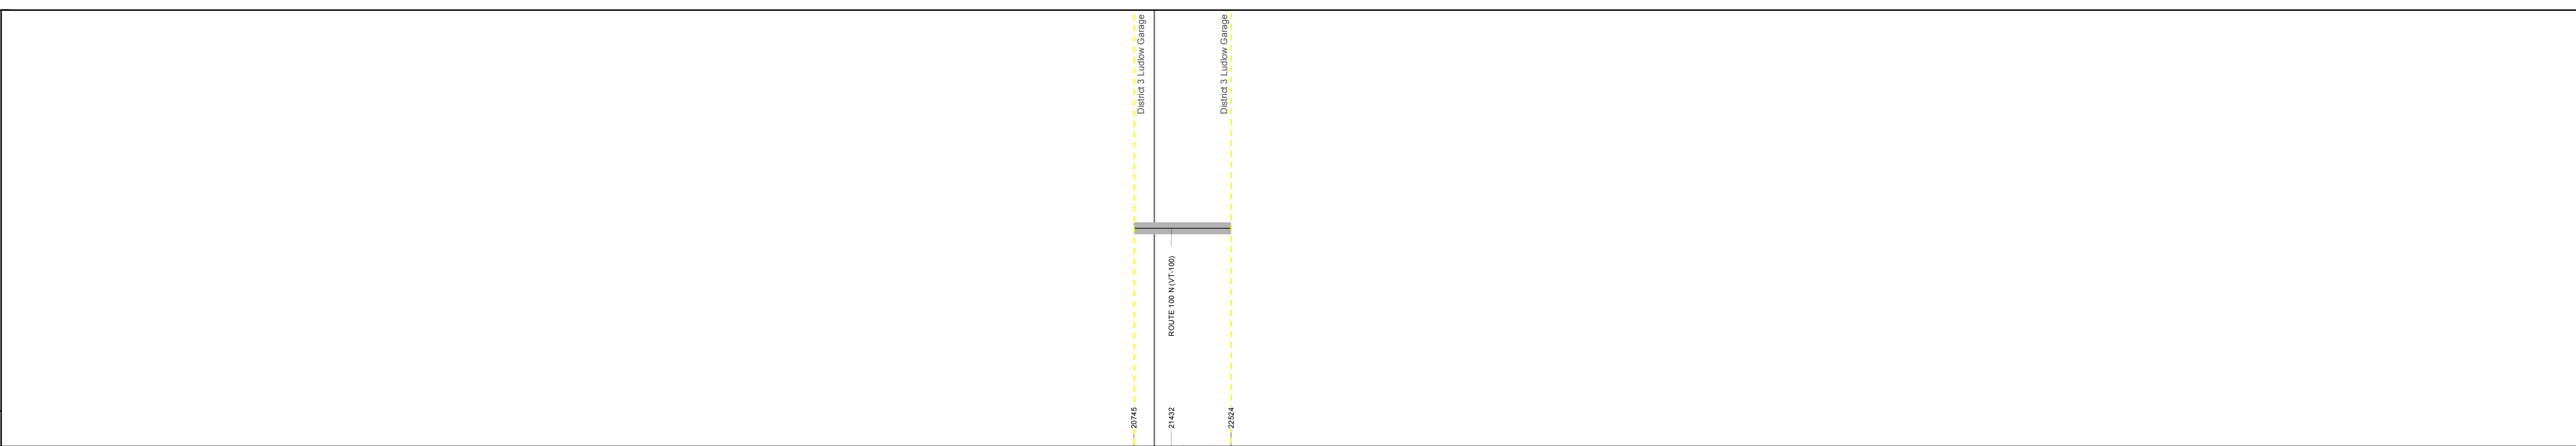 District 3 Ludlow Garage
District 3 Ludlow Garage
ROUTE 100 N (VT-100)
20745
21432
22524